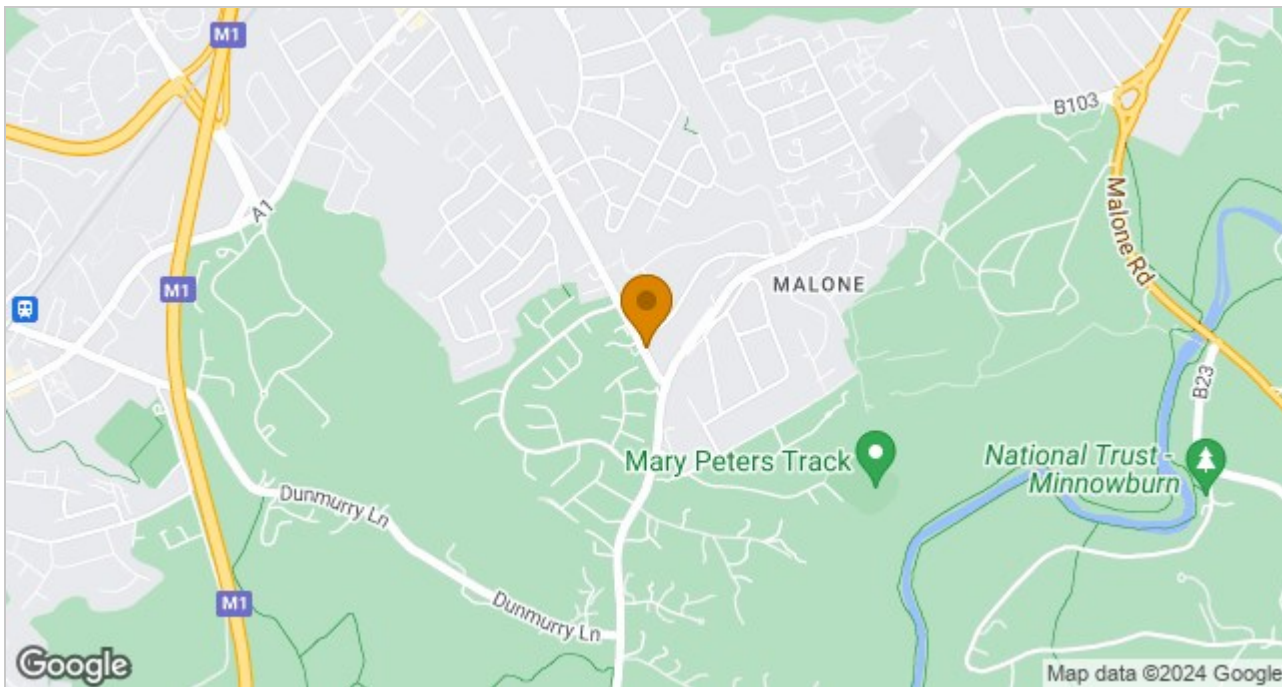 M1
B103
Malone Rd
A1
MALONE
M1
B23
Mary Peters Track
National Trust -
Minnowburn
Dunmurry Ln
M1
Dunmurry Ln
Google
Map data ©2024 Google